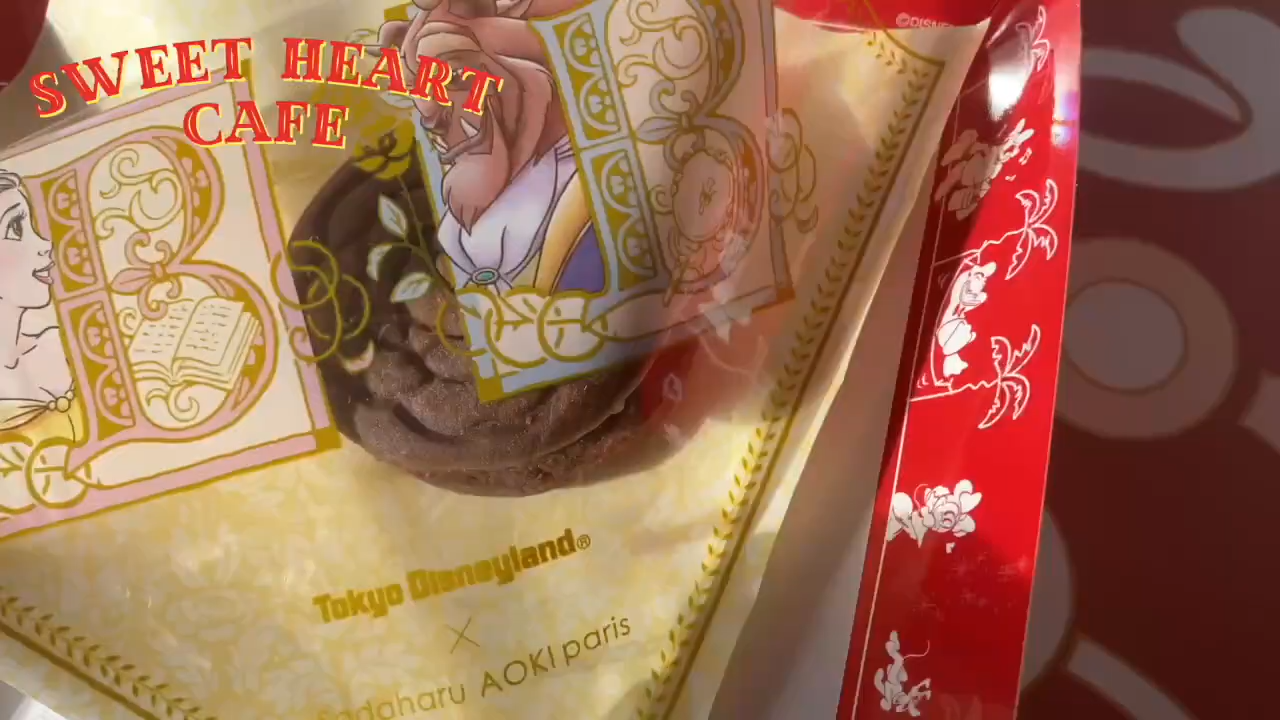 SWEET HEART
CAFE
©DISNEY
Tokyo Disneyland®
×
Sadaharu AOKI paris